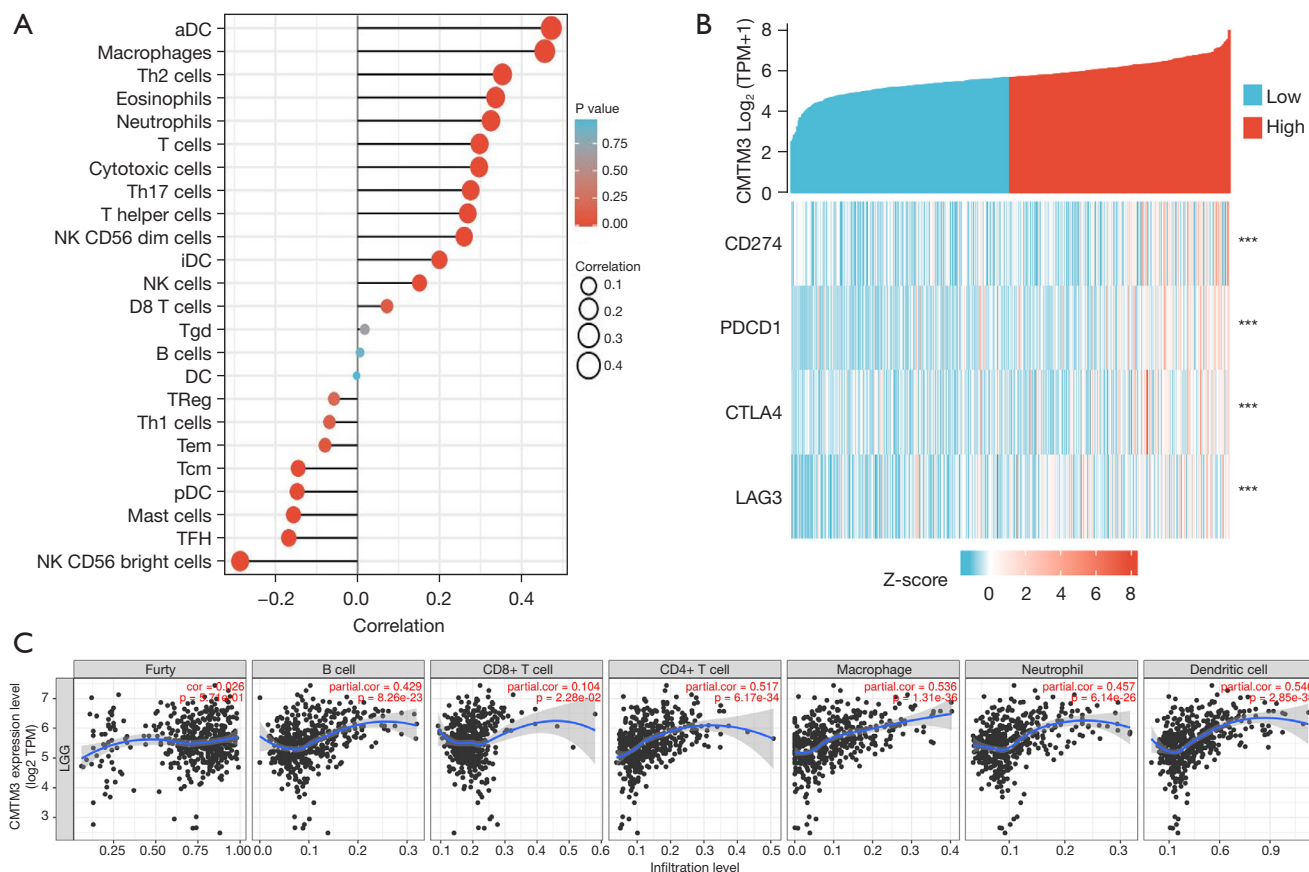 A
aDC
Macrophages
Th2 cells
Eosinophils
Neutrophils
T cells
Cytotoxic cells
Th17 cells
T helper cells
NK CD56 dim cells
iDC
NK cells
D8 T cells
Tgd
B cells
DC
TReg
Th1 cells
Tem
Tcm
pDC
Mast cells
TFH
NK CD56 bright cells
−0.2 0.0 0.2 0.4
Correlation
P value
0.75
0.50
0.25
0.00
Correlation
0.1
0.2
0.3
0.4
B
CMTM3 Log2 (TPM+1)
8
6
4
2
0
Low
High
CD274 ***
PDCD1 ***
CTLA4 ***
LAG3 ***
Z-score
0 2 4 6 8
C
Furty B cell CD8+ T cell CD4+ T cell Macrophage Neutrophil Dendritic cell
cor = 0.026 partial.cor = 0.429 partial.cor = 0.104 partial.cor = 0.517 partial.cor = 0.536 partial.cor = 0.457 partial.cor = 0.546
p = 5.71e-01 p = 8.26e-23 p = 2.28e-02 p = 6.17e-34 p = 1.31e-36 p = 6.14e-26 p = 2.85e-38
CMTM3 expression level
(log2 TPM)
LGG
7
6
5
4
3
0.25 0.50 0.75 1.00 0.0 0.1 0.2 0.3 0.1 0.2 0.3 0.4 0.5 0.6 0.1 0.2 0.3 0.4 0.5 0.0 0.1 0.2 0.3 0.4 0.1 0.2 0.3 0.1 0.6 0.9
Infiltration level